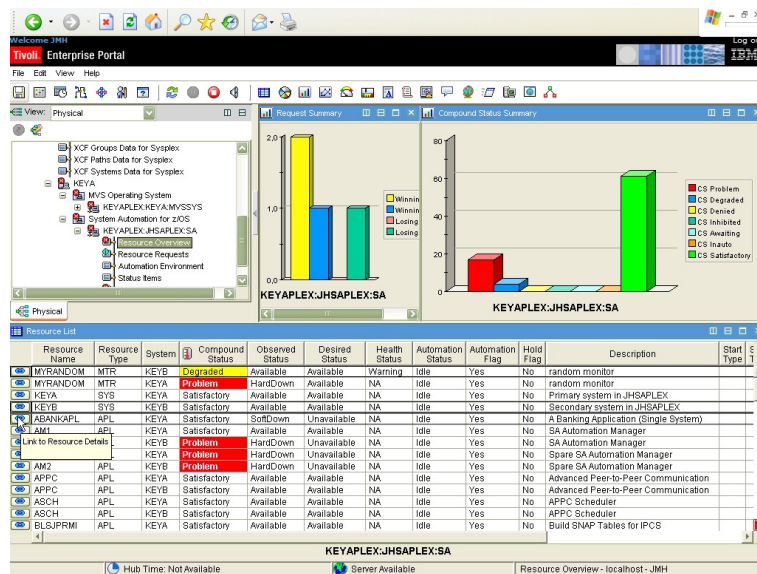 Welcome JMH
Log o
Tivoli. Enterprise Portal
IBM
File Edit View Help
View: Physical
XCF Groups Data for Sysplex
XCF Paths Data for Sysplex
XCF Systems Data for Sysplex
KEYA
MVS Operating System
KEYAPLEX:KEYA:MVSSYS
System Automation for z/OS
KEYAPLEX:JHSAPLEX:SA
Resource Overview
Resource Requests
Automation Environment
Status Items
Physical
Request Summary
2,0
1,0
0,0
Winnin
Winnin
Losing
Losing
KEYAPLEX:JHSAPLEX:SA
Compound Status Summary
80
60
40
20
0
CS Problem
CS Degraded
CS Denied
CS Inhibited
CS Awaiting
CS Inauto
CS Satisfactory
KEYAPLEX:JHSAPLEX:SA
Resource List
Resource Name Resource Type System Compound Status Observed Status Desired Status Health Status Automation Status Automation Flag Hold Flag Description Start Type S T
MYRANDOM MTR KEYB Degraded Available Available Warning Idle Yes No random monitor
MYRANDOM MTR KEYA Problem HardDown Available NA Idle Yes No random monitor
KEYA SYS KEYA Satisfactory Available Available NA Idle Yes No Primary system in JHSAPLEX
KEYB SYS KEYB Satisfactory Available Available NA Idle Yes No Secondary system in JHSAPLEX
ABANKAPL APL KEYA Satisfactory SoftDown Unavailable NA Idle Yes No A Banking Application (Single System)
AM1 APL KEYA Satisfactory Available Available NA Idle Yes No SA Automation Manager
Link to Resource Details PL KEYB Problem HardDown Unavailable NA Idle Yes No SA Automation Manager
PL KEYA Problem HardDown Unavailable NA Idle Yes No Spare SA Automation Manager
AM2 APL KEYB Problem HardDown Unavailable NA Idle Yes No Spare SA Automation Manager
APPC APL KEYA Satisfactory Available Available NA Idle Yes No Advanced Peer-to-Peer Communication
APPC APL KEYB Satisfactory Available Available NA Idle Yes No Advanced Peer-to-Peer Communication
ASCH APL KEYA Satisfactory Available Available NA Idle Yes No APPC Scheduler
ASCH APL KEYB Satisfactory Available Available NA Idle Yes No APPC Scheduler
BLSJPRMI APL KEYA Satisfactory Available Available NA Idle Yes No Build SNAP Tables for IPCS
KEYAPLEX:JHSAPLEX:SA
Hub Time: Not Available Server Available Resource Overview - localhost - JMH